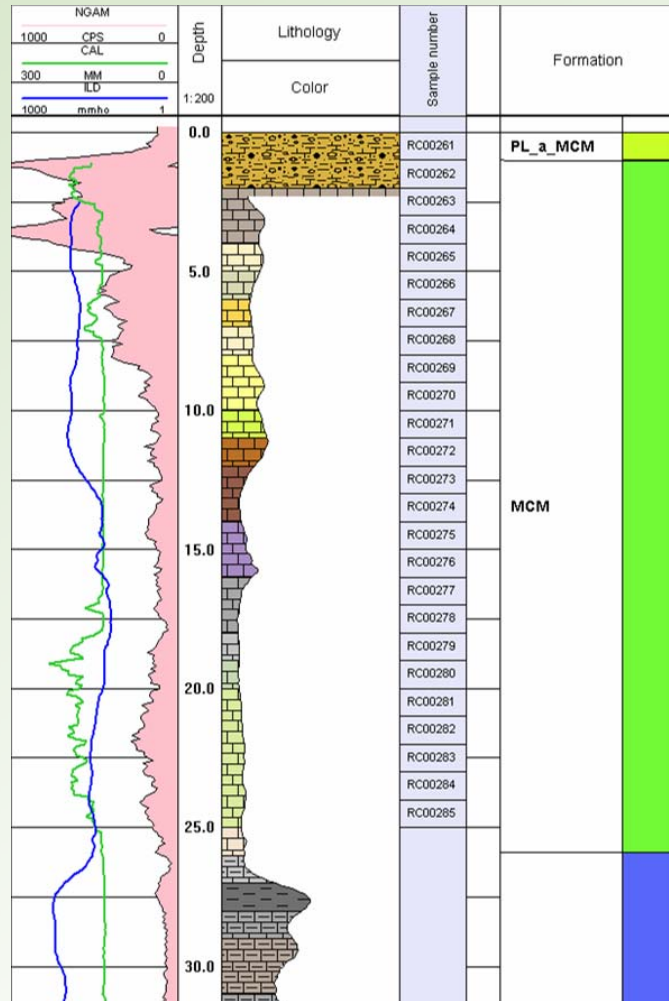 NGAM
1000 CPS 0
CAL
300 MM 0
ILD
1000 mmho 1
Depth
1:200
Lithology
Color
Sample number
Formation
0.0
5.0
10.0
15.0
20.0
25.0
30.0
RC00261
RC00262
RC00263
RC00264
RC00265
RC00266
RC00267
RC00268
RC00269
RC00270
RC00271
RC00272
RC00273
RC00274
RC00275
RC00276
RC00277
RC00278
RC00279
RC00280
RC00281
RC00282
RC00283
RC00284
RC00285
PL_a_MCM
MCM